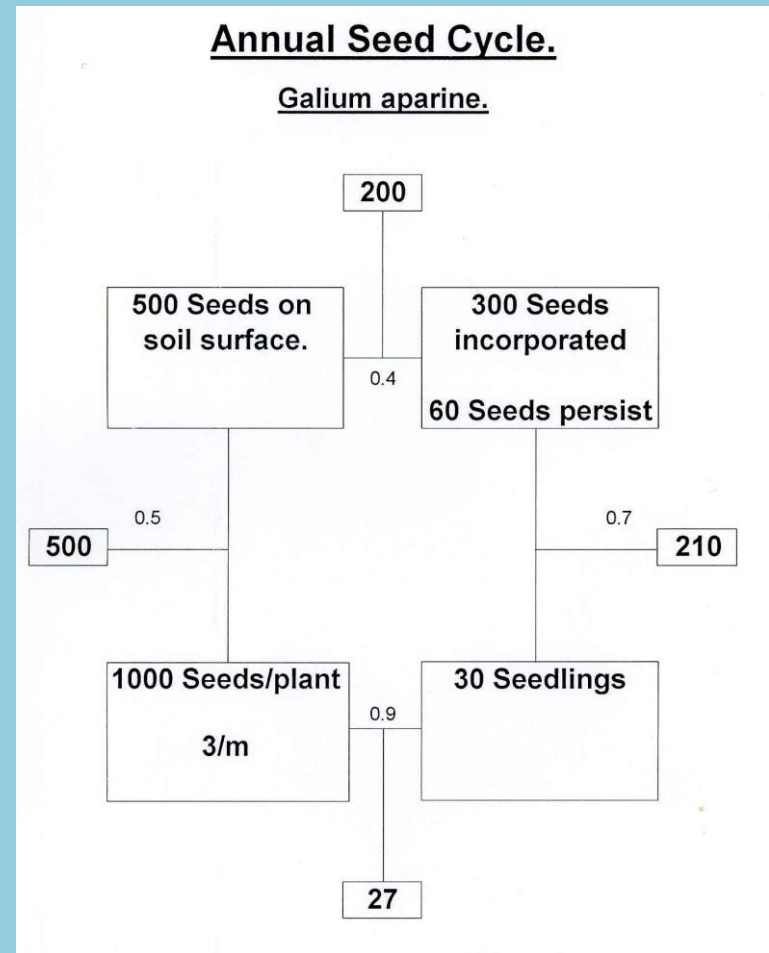 Annual Seed Cycle.
Galium aparine.
200
500 Seeds on
soil surface.
300 Seeds
incorporated
60 Seeds persist
0.4
0.5
500
0.7
210
1000 Seeds/plant
3/m
0.9
30 Seedlings
27